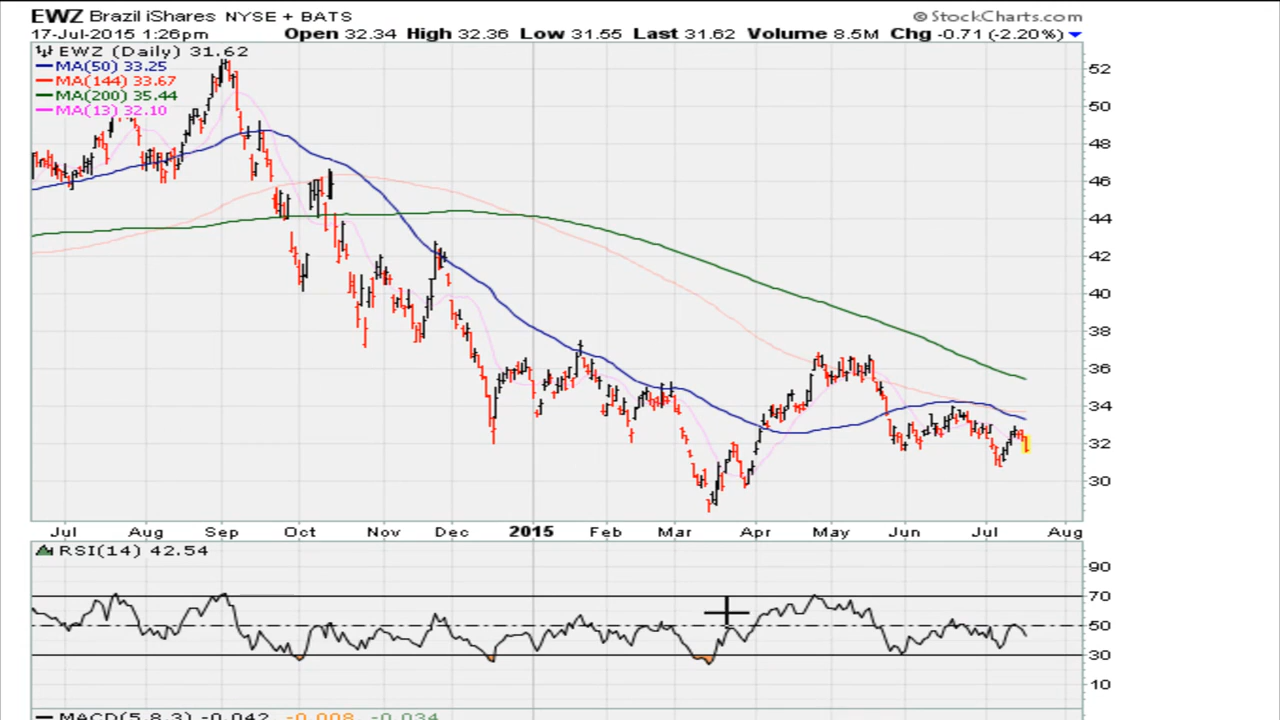 EWZ Brazil iShares NYSE + BATS © StockCharts.com
17-Jul-2015 1:26pm Open 32.34 High 32.36 Low 31.55 Last 31.62 Volume 8.5M Chg -0.71 (-2.20%)
EWZ (Daily) 31.62
MA(50) 33.25
MA(144) 33.67
MA(200) 35.44
MA(13) 32.10
52
50
48
46
44
42
40
38
36
34
32
30
Jul Aug Sep Oct Nov Dec 2015 Feb Mar Apr May Jun Jul Aug
RSI(14) 42.54
90
70
50
30
10
MACD(5,8,3) -0.042 -0.008 -0.034